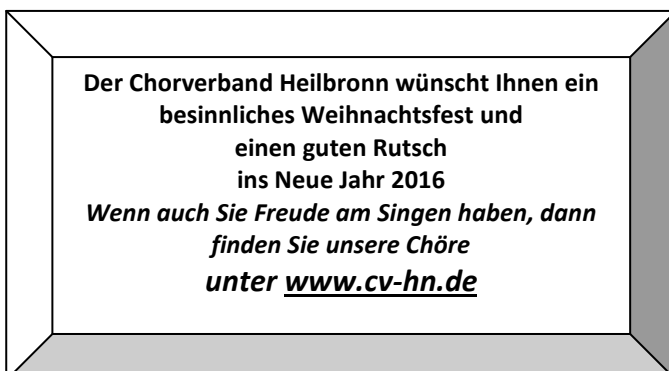 Der Chorverband Heilbronn wünscht Ihnen ein
besinnliches Weihnachtsfest und
einen guten Rutsch
ins Neue Jahr 2016
Wenn auch Sie Freude am Singen haben, dann
finden Sie unsere Chöre
unter www.cv-hn.de